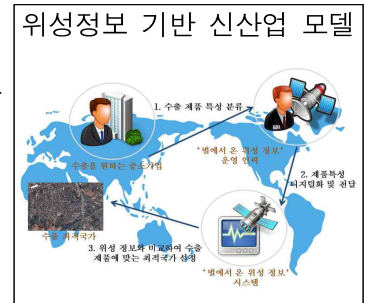 위성정보 기반 신산업 모델
1. 수출 제품 특성 분류
수출을 원하는 중소기업
"별에서 온 위성 정보"
운영 인력
2. 제품특성
디지털화 및 전달
수출 최적국가
3. 위성 정보와 비교하여 수출
제품에 맞는 최적국가 선정
"별에서 온 위성 정보"
시스템